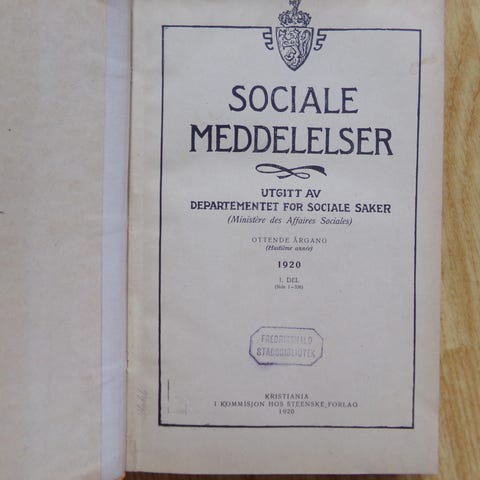 SOCIALE
MEDDELELSER
UTGITT AV
DEPARTEMENTET FOR SOCIALE SAKER
(Ministère des Affaires Sociales)
OTTENDE ÅRGANG
(Huitième année)
1920
1. DEL
FREDRIKSHALD
STADSBIBLIOTEK
KRISTIANIA
I KOMMISJON HOS STEENSKE FORLAG
1920